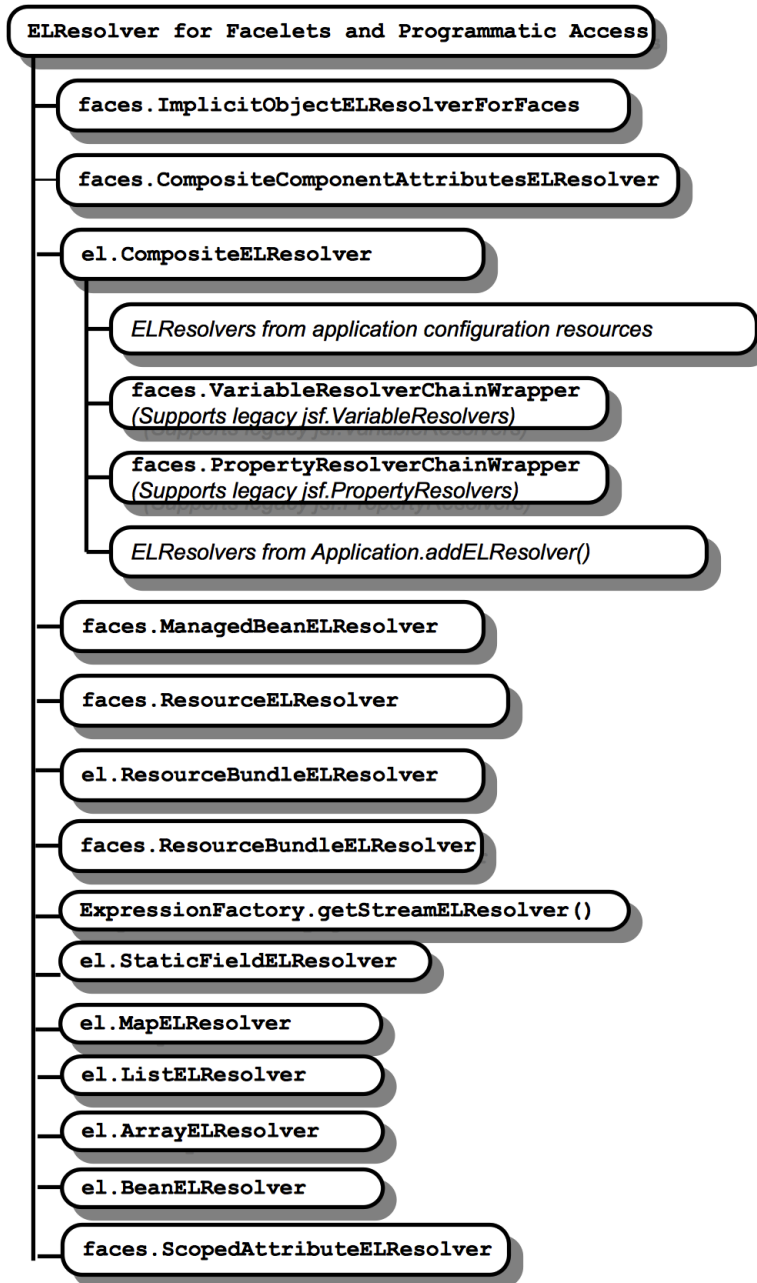 ELResolver for Facelets and Programmatic Access
faces.ImplicitObjectELResolverForFaces
faces.CompositeComponentAttributesELResolver
el.CompositeELResolver
ELResolvers from application configuration resources
faces.VariableResolverChainWrapper
(Supports legacy jsf.VariableResolvers)
faces.PropertyResolverChainWrapper
(Supports legacy jsf.PropertyResolvers)
ELResolvers from Application.addELResolver()
faces.ManagedBeanELResolver
faces.ResourceELResolver
el.ResourceBundleELResolver
faces.ResourceBundleELResolver
ExpressionFactory.getStreamELResolver()
el.StaticFieldELResolver
el.MapELResolver
el.ListELResolver
el.ArrayELResolver
el.BeanELResolver
faces.ScopedAttributeELResolver